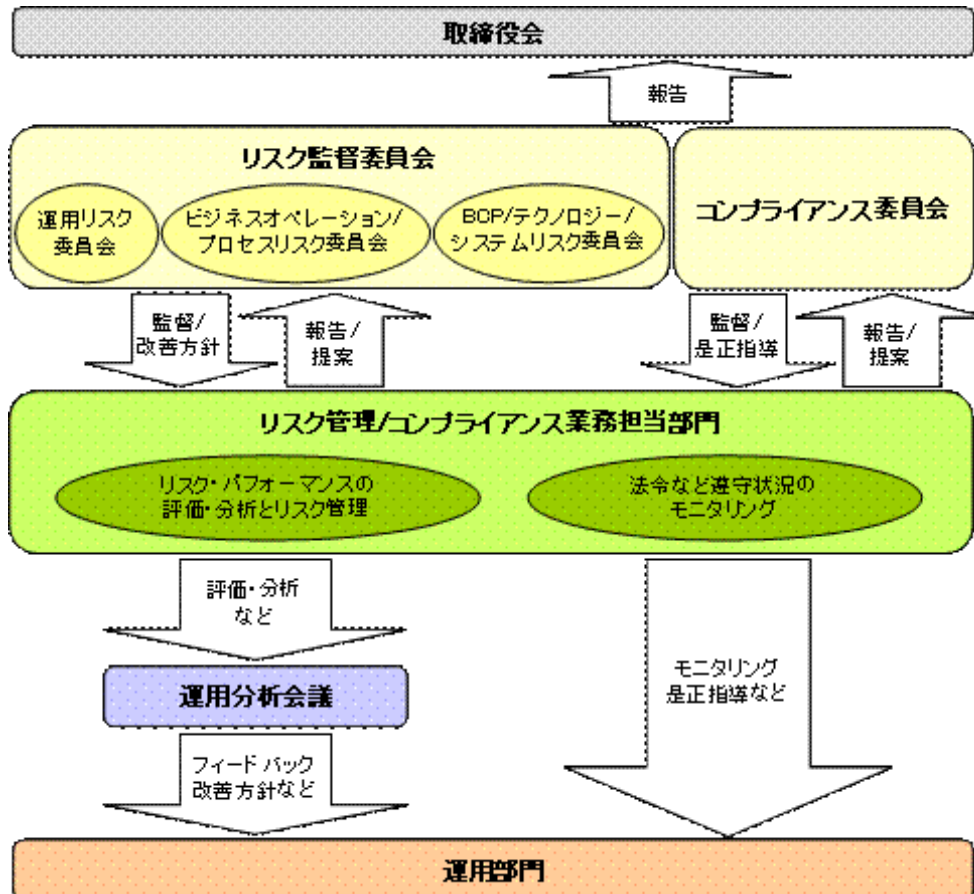 取締役会
報告
リスク監督委員会
運用リスク
委員会
ビジネスオペレーション/
プロセスリスク委員会
BCP/テクノロジー/
システムリスク委員会
コンプライアンス委員会
監督/
改善方針
報告/
提案
監督/
是正指導
報告/
提案
リスク管理/コンプライアンス業務担当部門
リスク・パフォーマンスの
評価・分析とリスク管理
法令など遵守状況の
モニタリング
評価・分析
など
運用分析会議
モニタリング
是正指導など
フィードバック
改善方針など
運用部門